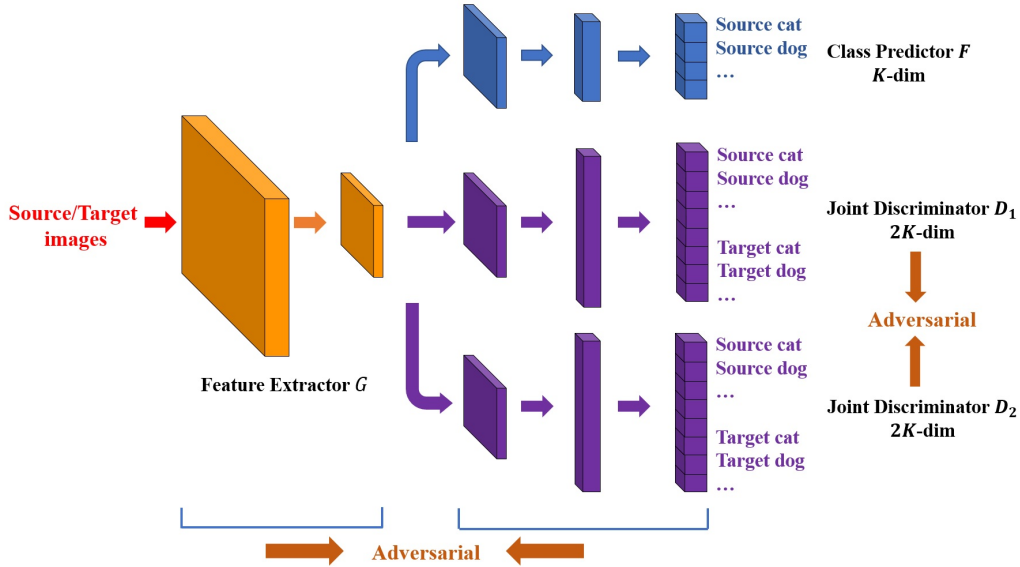 Source cat
Source dog
...
Class Predictor F
K-dim
Source/Target
images
Source cat
Source dog
...
Target cat
Target dog
...
Joint Discriminator D₁
2K-dim
Adversarial
Feature Extractor G
Source cat
Source dog
...
Target cat
Target dog
...
Joint Discriminator D₂
2K-dim
Adversarial